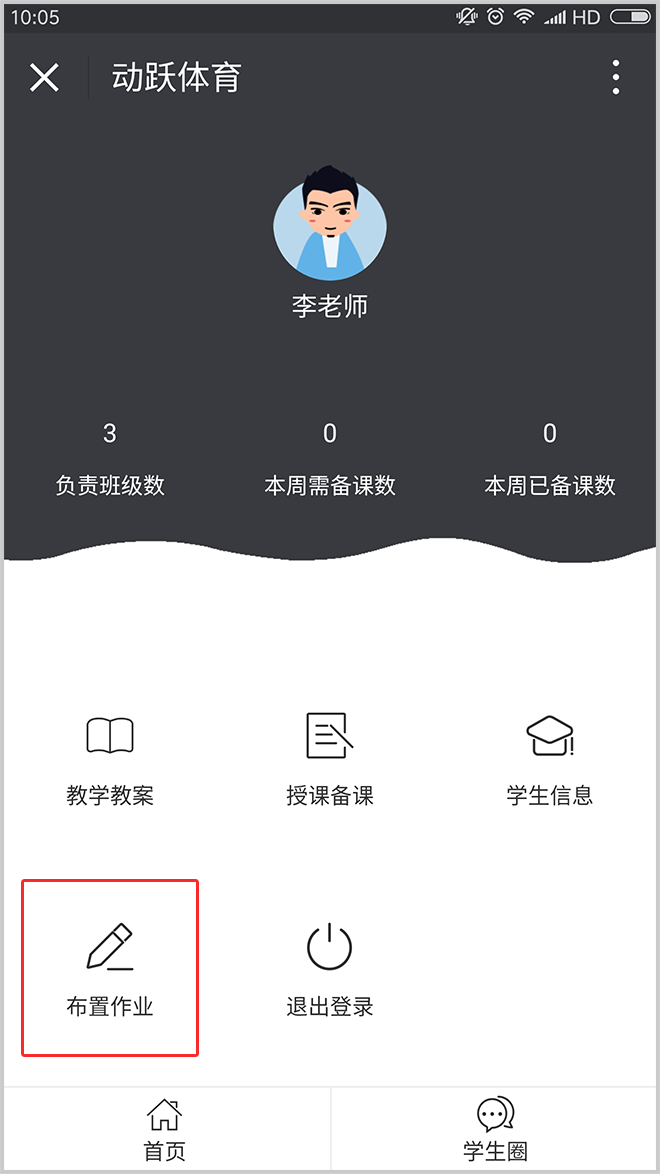 10:05 HD
动跃体育
李老师
3 0 0
负责班级数 本周需备课数 本周已备课数
教学教案 授课备课 学生信息
布置作业 退出登录
首页 学生圈